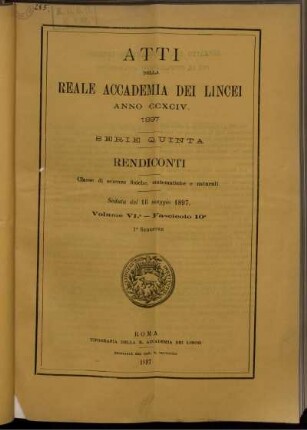 ATTI
DELLA
REALE ACCADEMIA DEI LINCEI
ANNO CCXCIV.
1897
SERIE QUINTA
RENDICONTI
Classe di scienze fisiche, matematiche e naturali.
Seduta del 16 maggio 1897.
Volume VI.° — Fascicolo 10°
1° Semestre
ROMA
TIPOGRAFIA DELLA R. ACCADEMIA DEI LINCEI
1897